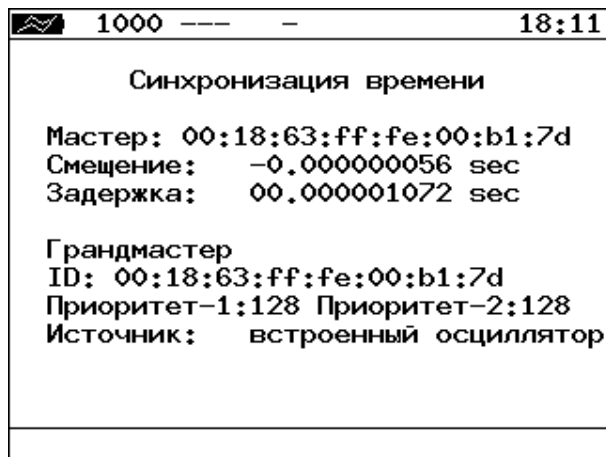 1000 --- - 18:11
Синхронизация времени
Мастер: 00:18:63:ff:fe:00:b1:7d
Смещение: -0.000000056 sec
Задержка: 00.000001072 sec
Грандмастер
ID: 00:18:63:ff:fe:00:b1:7d
Приоритет-1:128 Приоритет-2:128
Источник: встроенный осциллятор